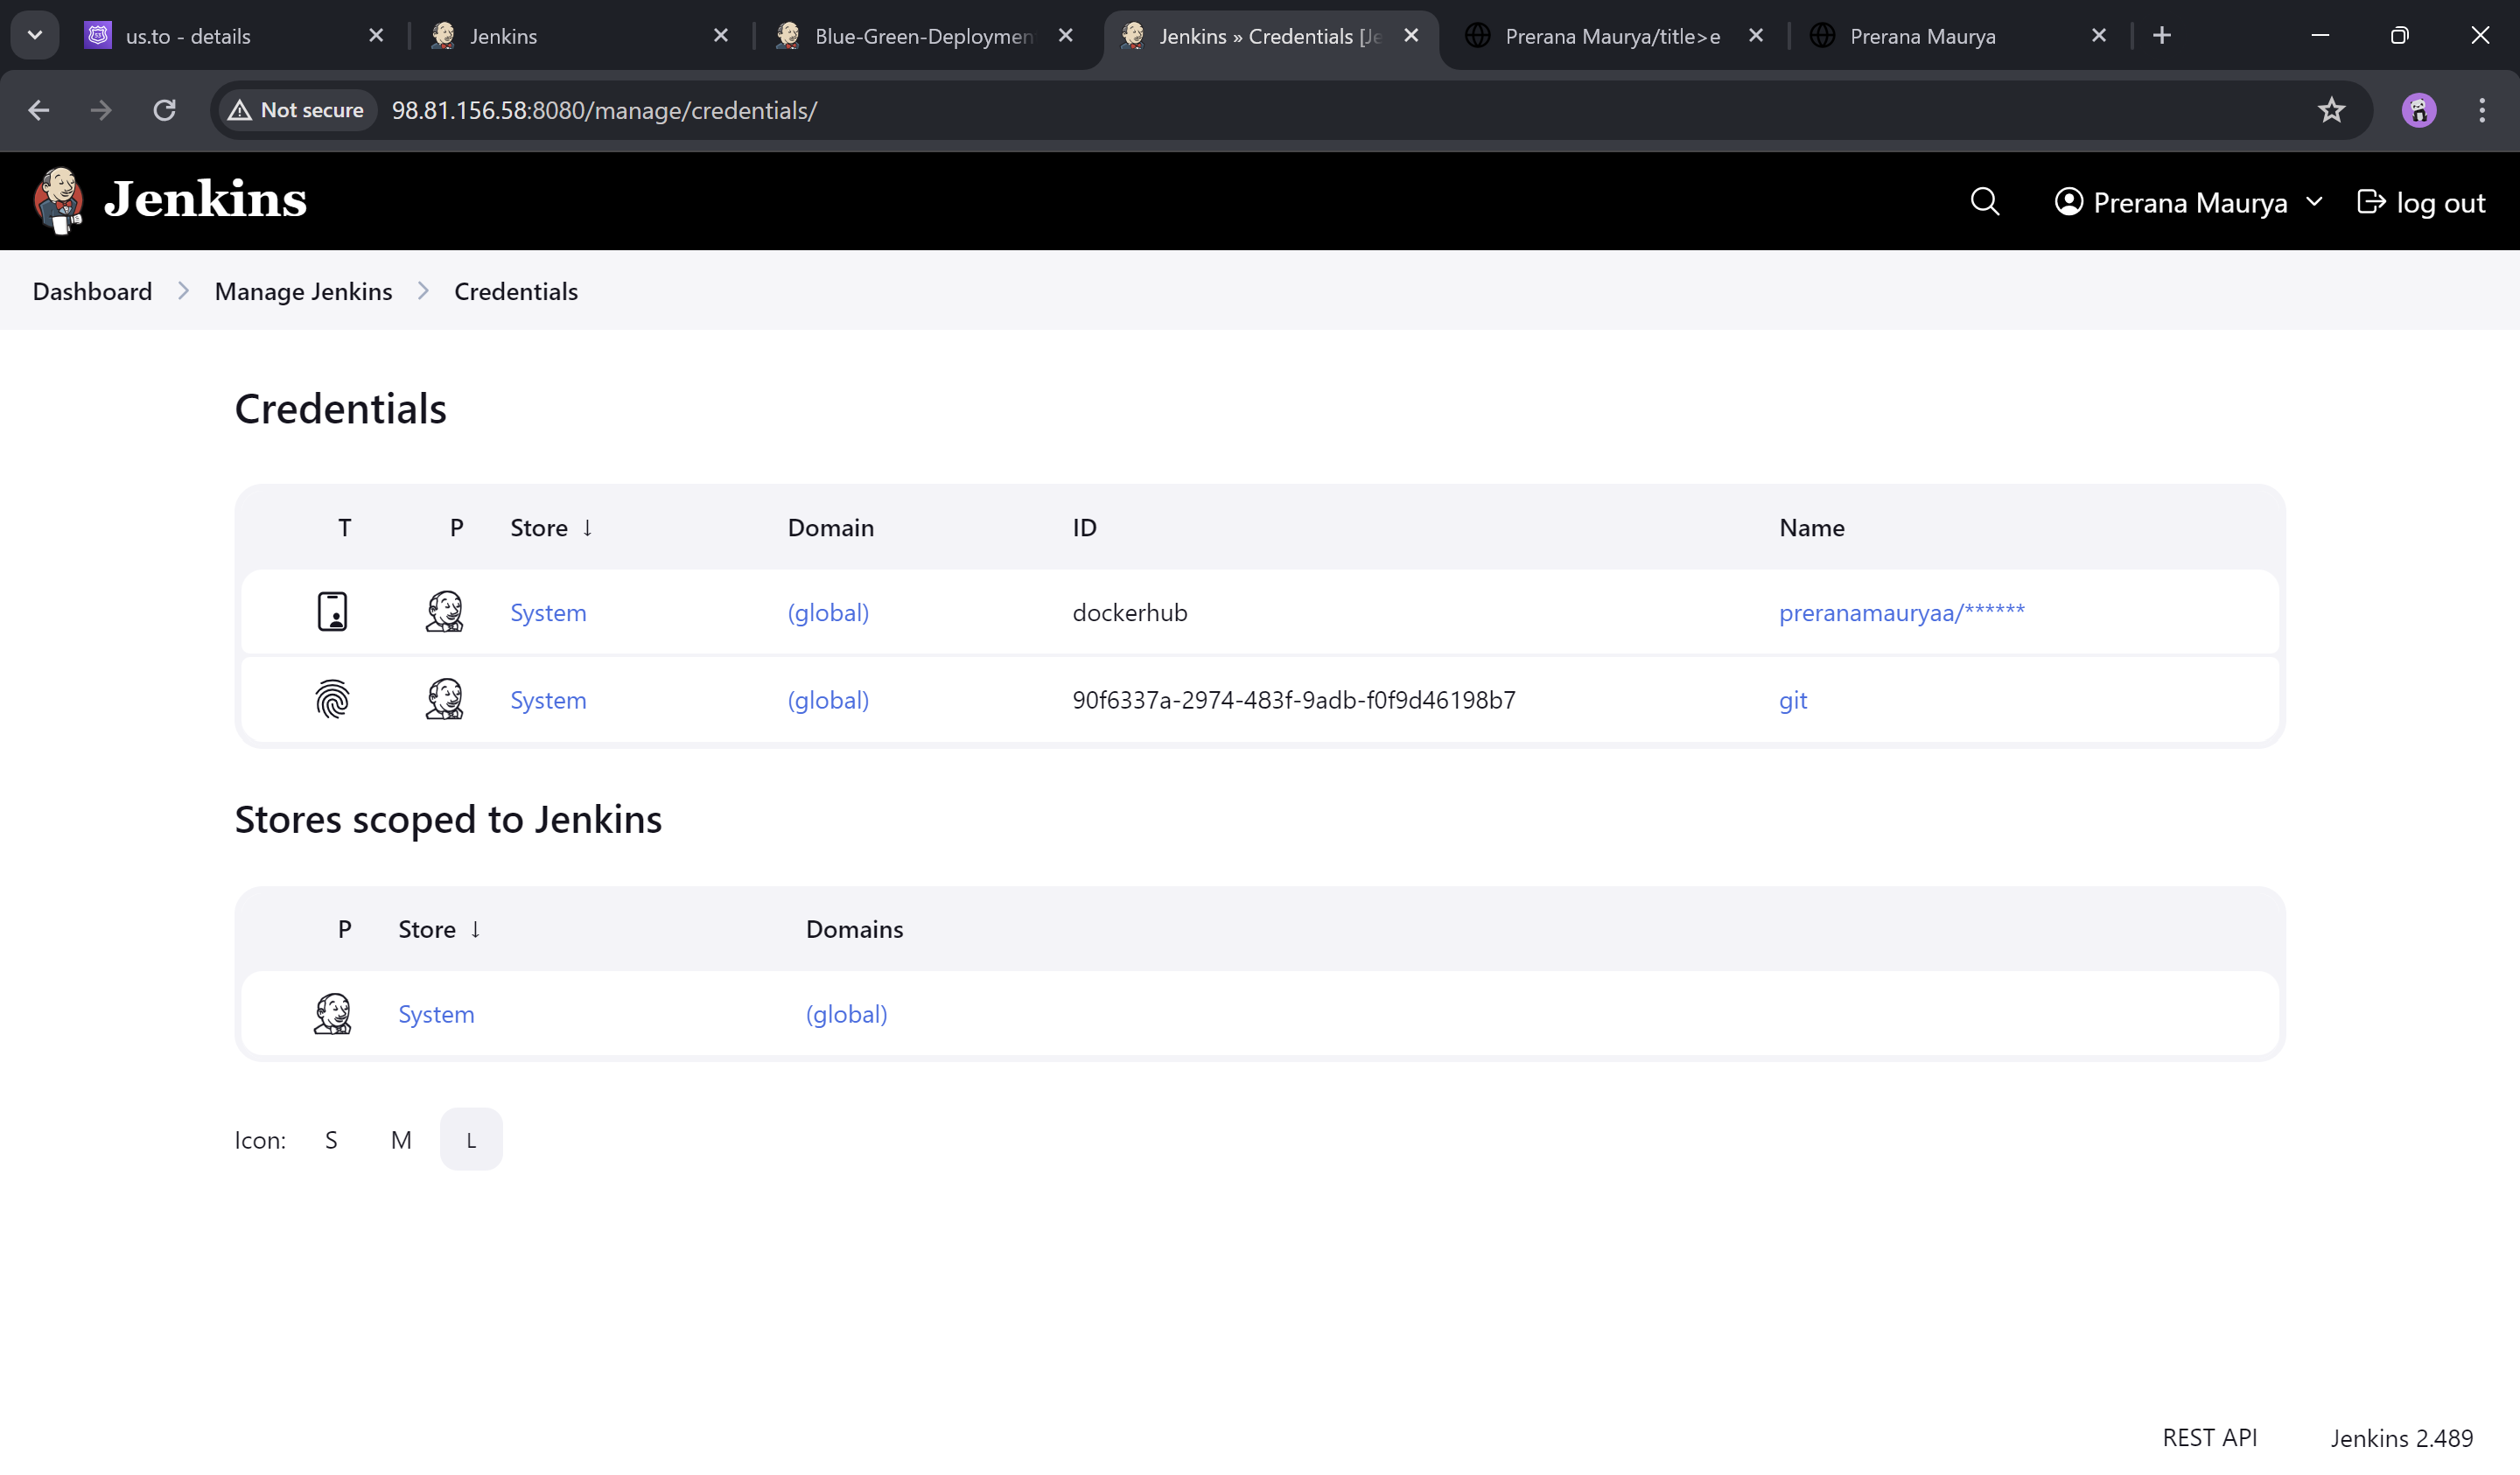 us.to - details
Jenkins
Blue-Green-Deploymen
Jenkins » Credentials [Je
Prerana Maurya/title>e
Prerana Maurya
Not secure
98.81.156.58:8080/manage/credentials/
Jenkins
Prerana Maurya
log out
Dashboard
Manage Jenkins
Credentials
Credentials
T P Store ↓ Domain ID Name
System (global) dockerhub preranamauryaa/******
System (global) 90f6337a-2974-483f-9adb-f0f9d46198b7 git
Stores scoped to Jenkins
P Store ↓ Domains
System (global)
Icon: S M L
REST API Jenkins 2.489